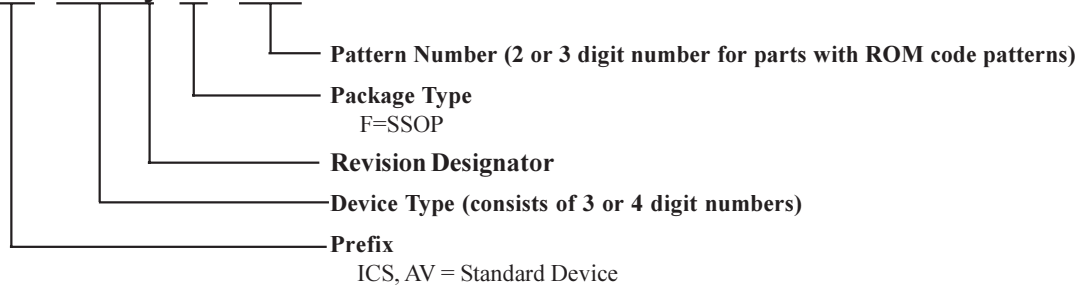 Pattern Number (2 or 3 digit number for parts with ROM code patterns)
Package Type
F=SSOP
Revision Designator
Device Type (consists of 3 or 4 digit numbers)
Prefix
ICS, AV = Standard Device